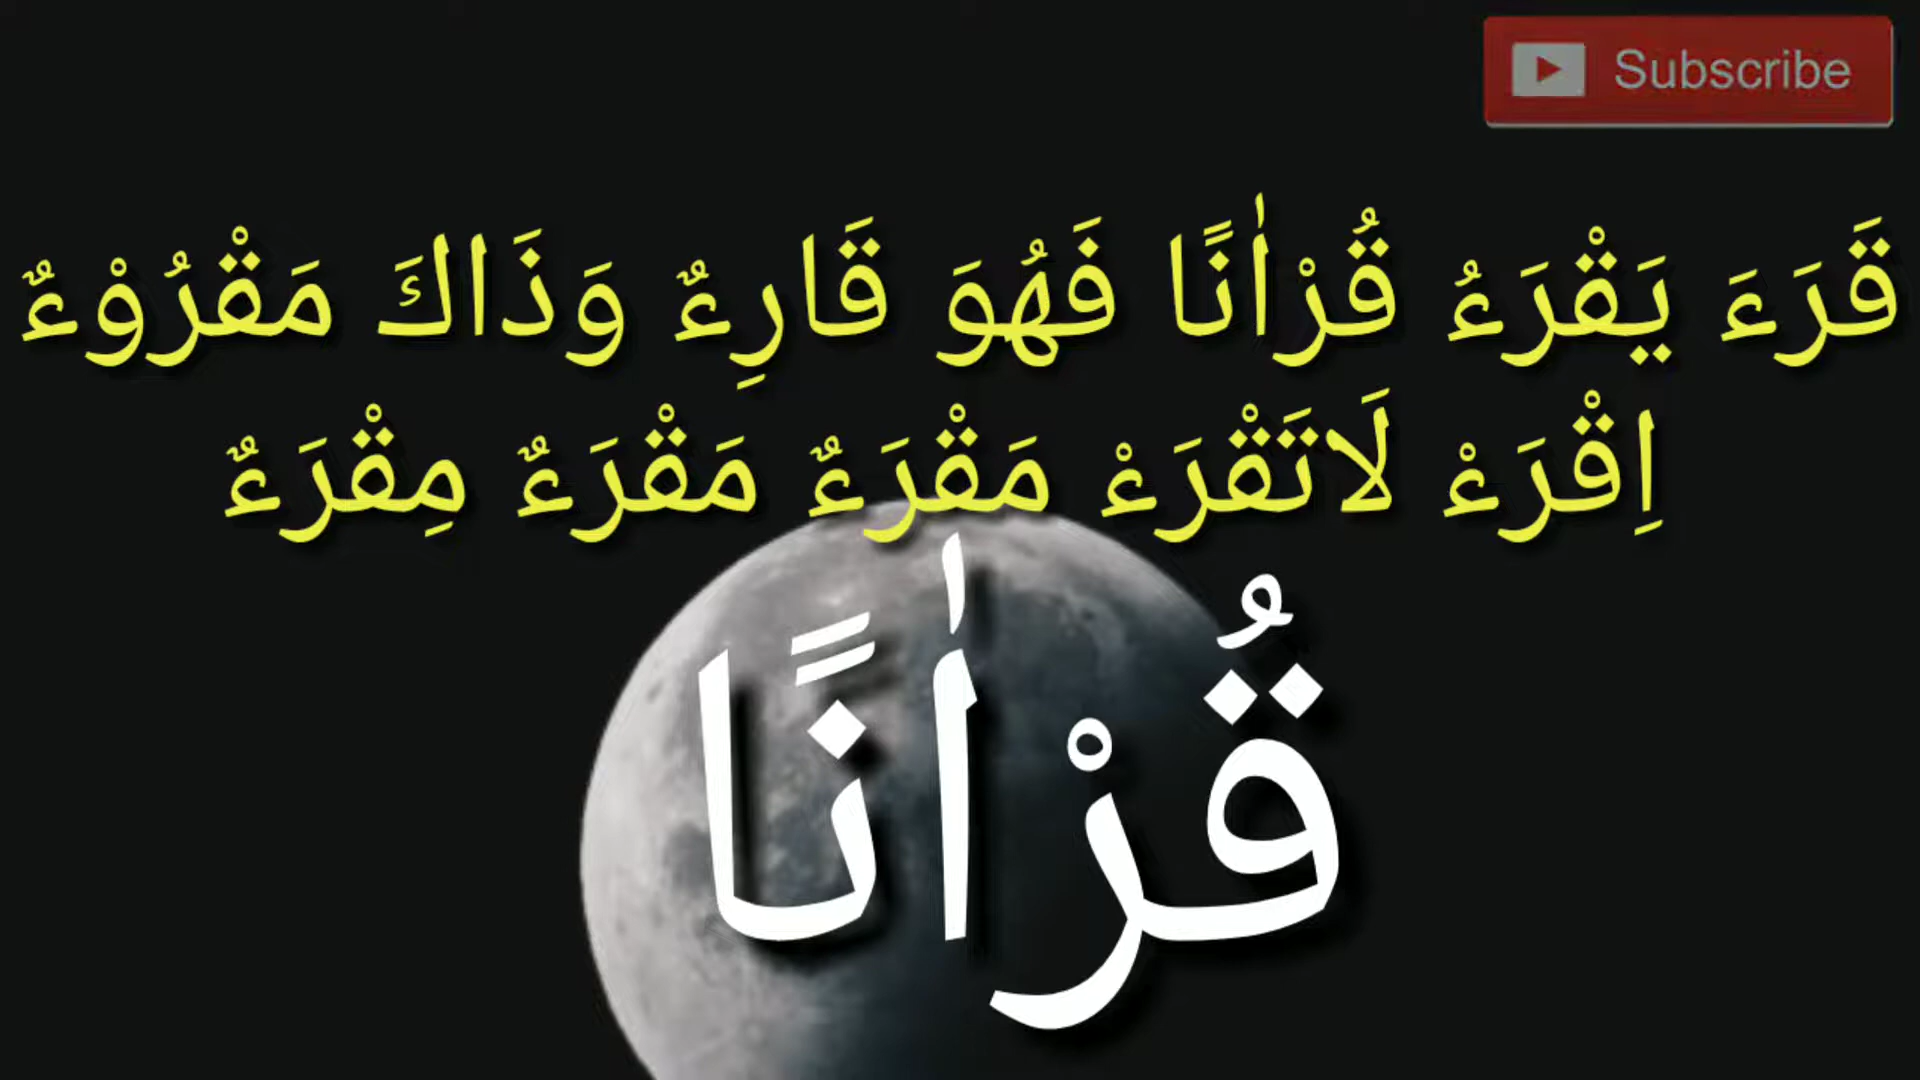 Subscribe
قَرَءَ يَقْرَءُ قُرْاٰنًا فَهُوَ قَارِءٌ وَذَاكَ مَقْرُوْءٌ
اِقْرَءْ لَاتَقْرَءْ مَقْرَءٌ مَقْرَءٌ مِقْرَءٌ
قُرْاٰنًا